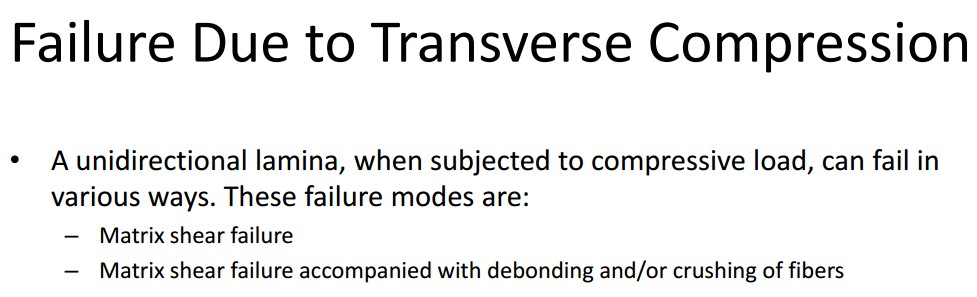 Failure Due to Transverse Compression
• A unidirectional lamina, when subjected to compressive load, can fail in
various ways. These failure modes are:
– Matrix shear failure
– Matrix shear failure accompanied with debonding and/or crushing of fibers